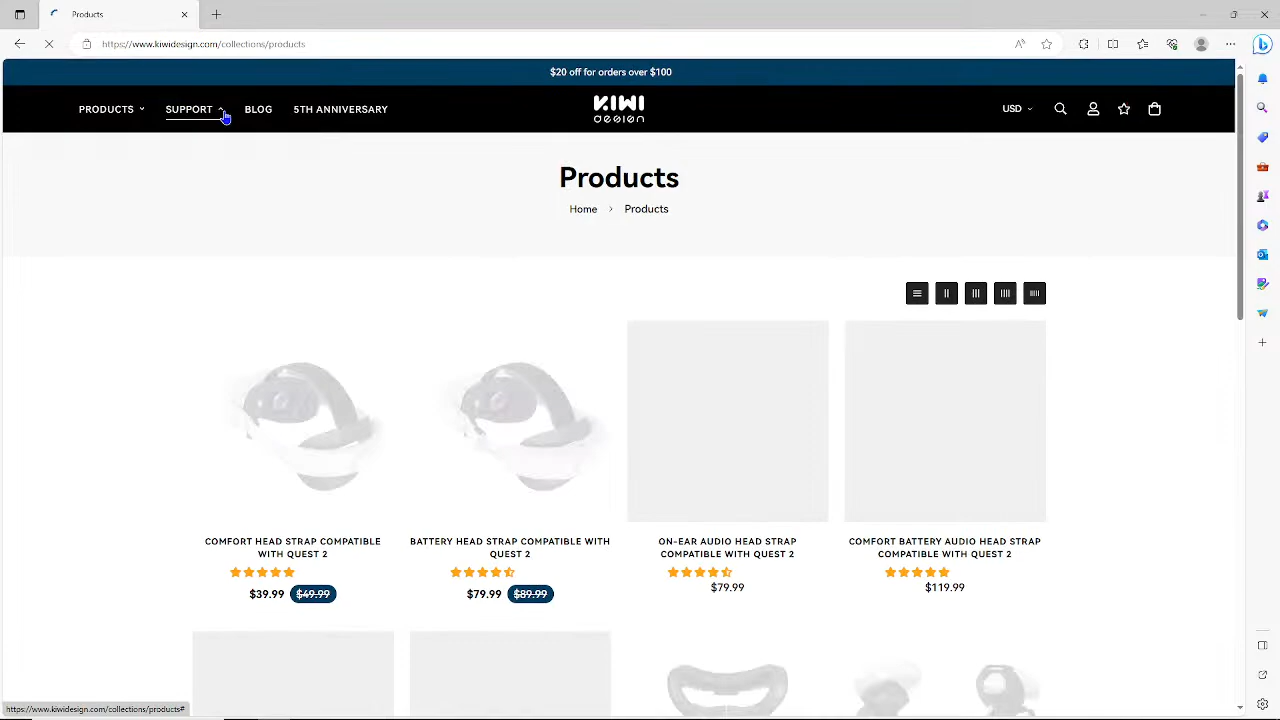 Products
https://www.kiwidesign.com/collections/products
$20 off for orders over $100
PRODUCTS SUPPORT BLOG 5TH ANNIVERSARY
KIWI
design
USD
Products
Home > Products
COMFORT HEAD STRAP COMPATIBLE
WITH QUEST 2
$39.99 $49.99
BATTERY HEAD STRAP COMPATIBLE WITH
QUEST 2
$79.99 $89.99
ON-EAR AUDIO HEAD STRAP
COMPATIBLE WITH QUEST 2
$79.99
COMFORT BATTERY AUDIO HEAD STRAP
COMPATIBLE WITH QUEST 2
$119.99
https://www.kiwidesign.com/collections/products#